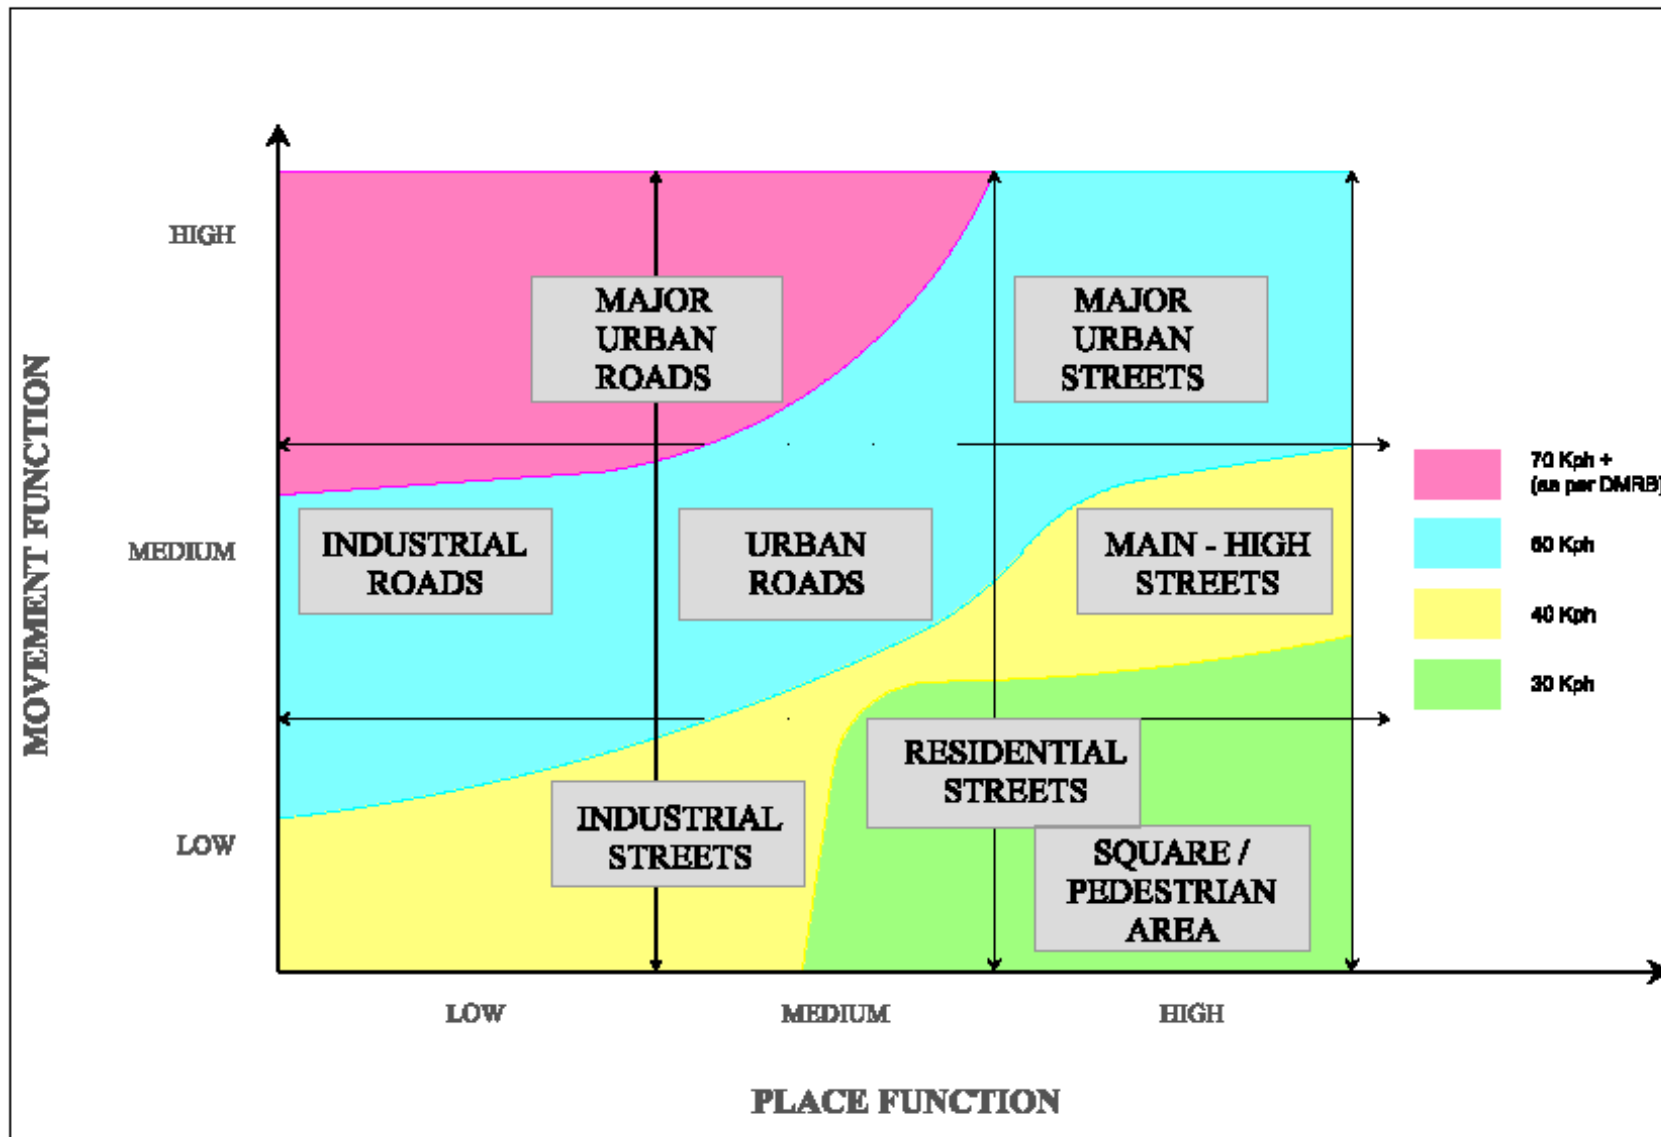 HIGH
MAJOR
URBAN
ROADS
MAJOR
URBAN
STREETS
MOVEMENT FUNCTION
70 Kph +
(as per DMRB)
60 Kph
40 Kph
30 Kph
MEDIUM
INDUSTRIAL
ROADS
URBAN
ROADS
MAIN - HIGH
STREETS
LOW
INDUSTRIAL
STREETS
RESIDENTIAL
STREETS
SQUARE /
PEDESTRIAN
AREA
LOW
MEDIUM
HIGH
PLACE FUNCTION